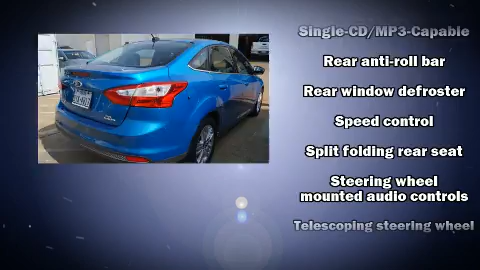 Single-CD/MP3-Capable
Rear anti-roll bar
Rear window defroster
Speed control
Split folding rear seat
Steering wheel
mounted audio controls
Telescoping steering wheel